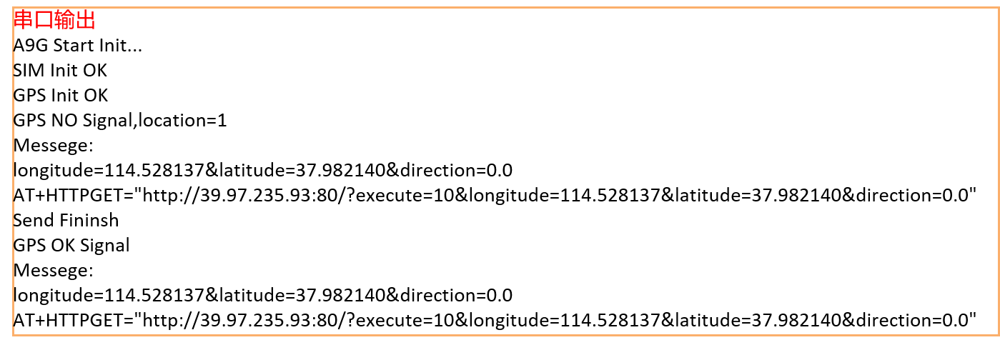 串口输出
A9G Start Init...
SIM Init OK
GPS Init OK
GPS NO Signal,location=1
Messege:
longitude=114.528137&latitude=37.982140&direction=0.0
AT+HTTPGET="http://39.97.235.93:80/?execute=10&longitude=114.528137&latitude=37.982140&direction=0.0"
Send Fininsh
GPS OK Signal
Messege:
longitude=114.528137&latitude=37.982140&direction=0.0
AT+HTTPGET="http://39.97.235.93:80/?execute=10&longitude=114.528137&latitude=37.982140&direction=0.0"